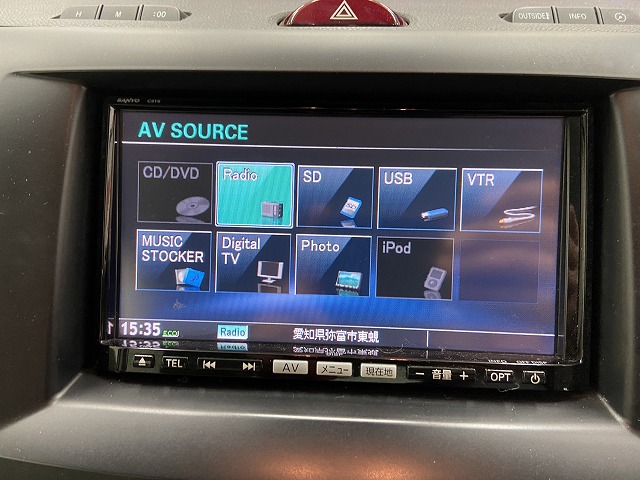 H M :00 OUTSIDE INFO
SANYO
AV SOURCE
CD/DVD Radio SD USB VTR
MUSIC STOCKER Digital TV Photo iPod
15:35 ECO! Radio 愛知県弥富市東蜆
TEL AV メニュー 現在地 − 音量 + OPT